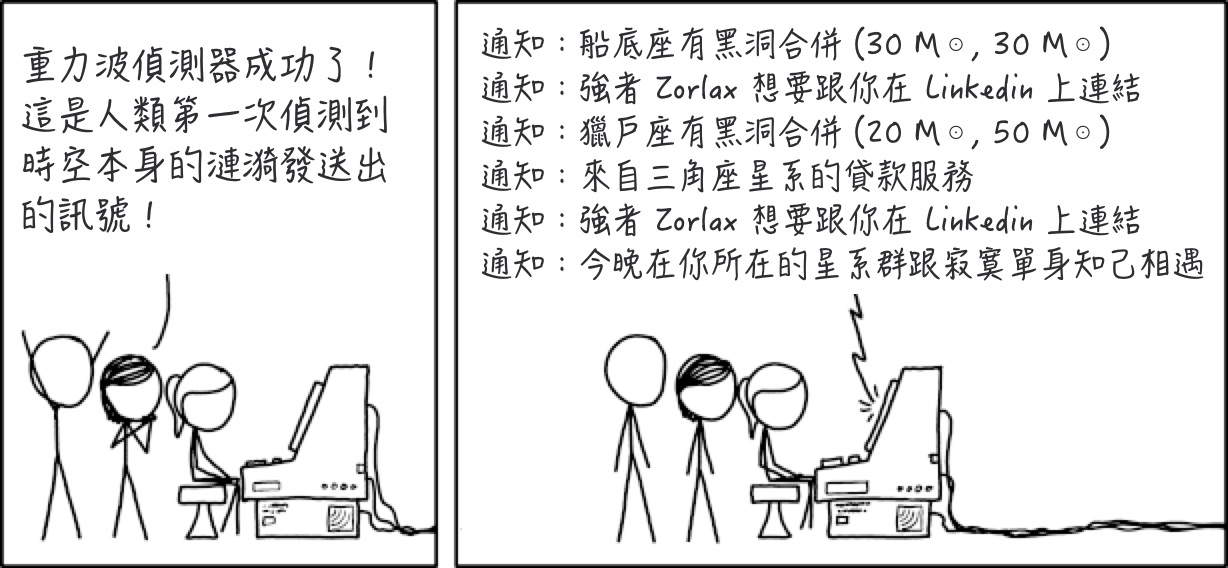 重力波偵測器成功了！
這是人類第一次偵測到
時空本身的漣漪發送出
的訊號！
通知：船底座有黑洞合併 (30 M☉, 30 M☉)
通知：強者 Zorlax 想要跟你在 Linkedin 上連結
通知：獵戶座有黑洞合併 (20 M☉, 50 M☉)
通知：來自三角座星系的貸款服務
通知：強者 Zorlax 想要跟你在 Linkedin 上連結
通知：今晚在你所在的星系群跟寂寞單身知己相遇